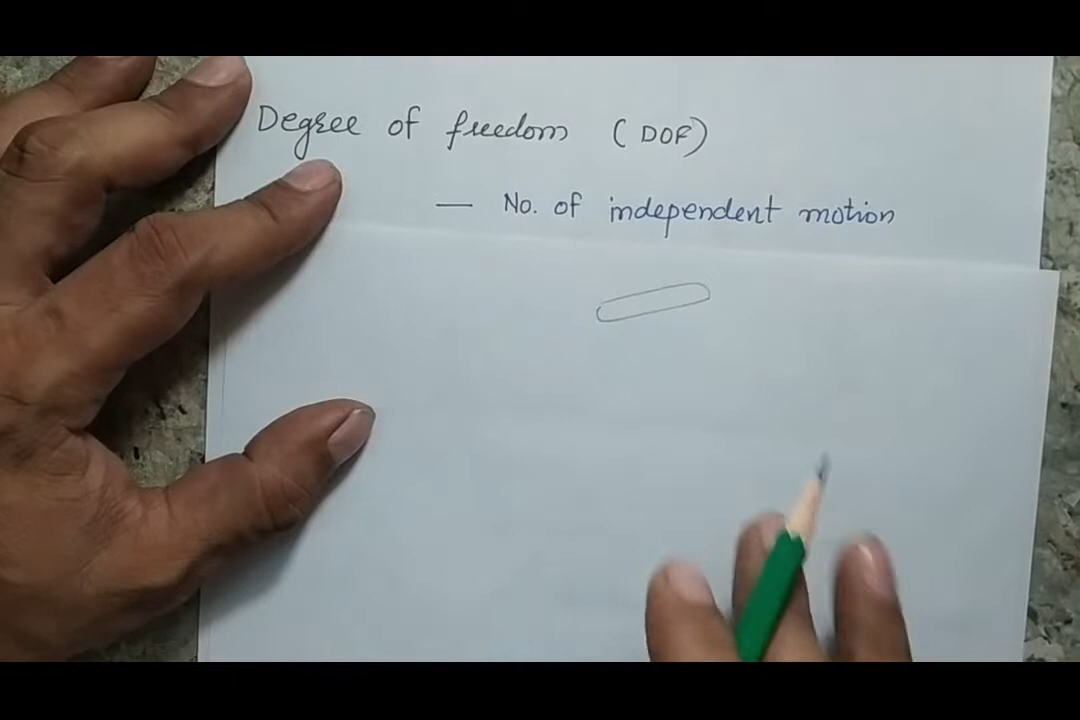 Degree of freedom (DOF)
— No. of independent motion